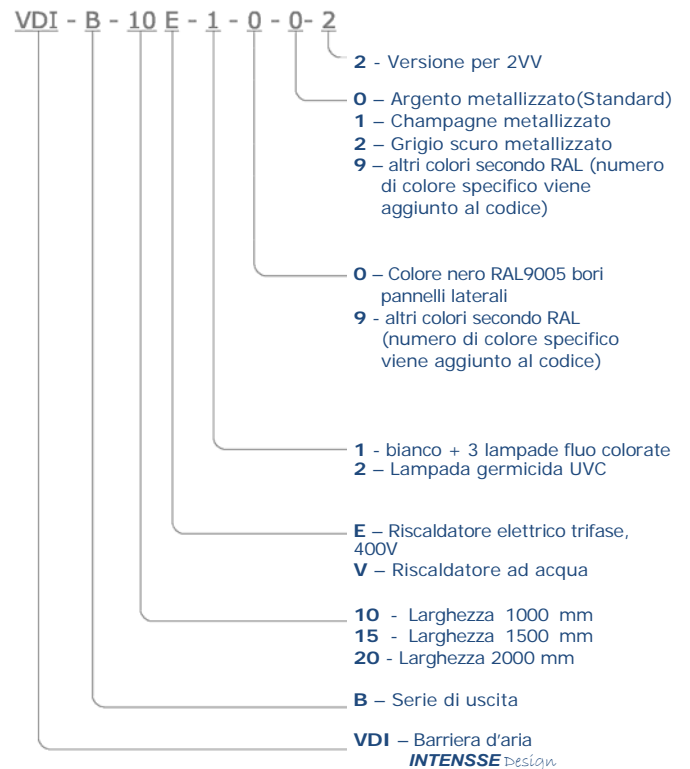 VDI - B - 10 E - 1 - 0 - 0- 2
2 - Versione per 2VV
0 – Argento metallizzato(Standard)
1 – Champagne metallizzato
2 – Grigio scuro metallizzato
9 – altri colori secondo RAL (numero
di colore specifico viene
aggiunto al codice)
0 – Colore nero RAL9005 bori
pannelli laterali
9 - altri colori secondo RAL
(numero di colore specifico
viene aggiunto al codice)
1 - bianco + 3 lampade fluo colorate
2 – Lampada germicida UVC
E – Riscaldatore elettrico trifase,
400V
V – Riscaldatore ad acqua
10 - Larghezza 1000 mm
15 - Larghezza 1500 mm
20 - Larghezza 2000 mm
B – Serie di uscita
VDI – Barriera d'aria
INTENSSE Design